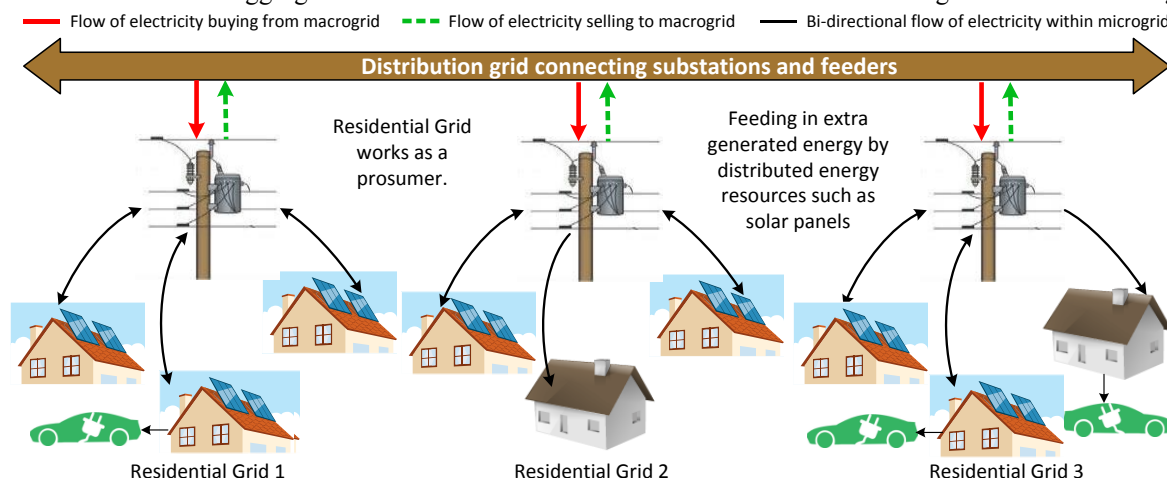 Flow of electricity buying from macrogrid
Flow of electricity selling to macrogrid
Bi-directional flow of electricity within microgrid
Distribution grid connecting substations and feeders
Residential Grid
works as a
prosumer.
Feeding in extra
generated energy by
distributed energy
resources such as
solar panels
Residential Grid 1
Residential Grid 2
Residential Grid 3